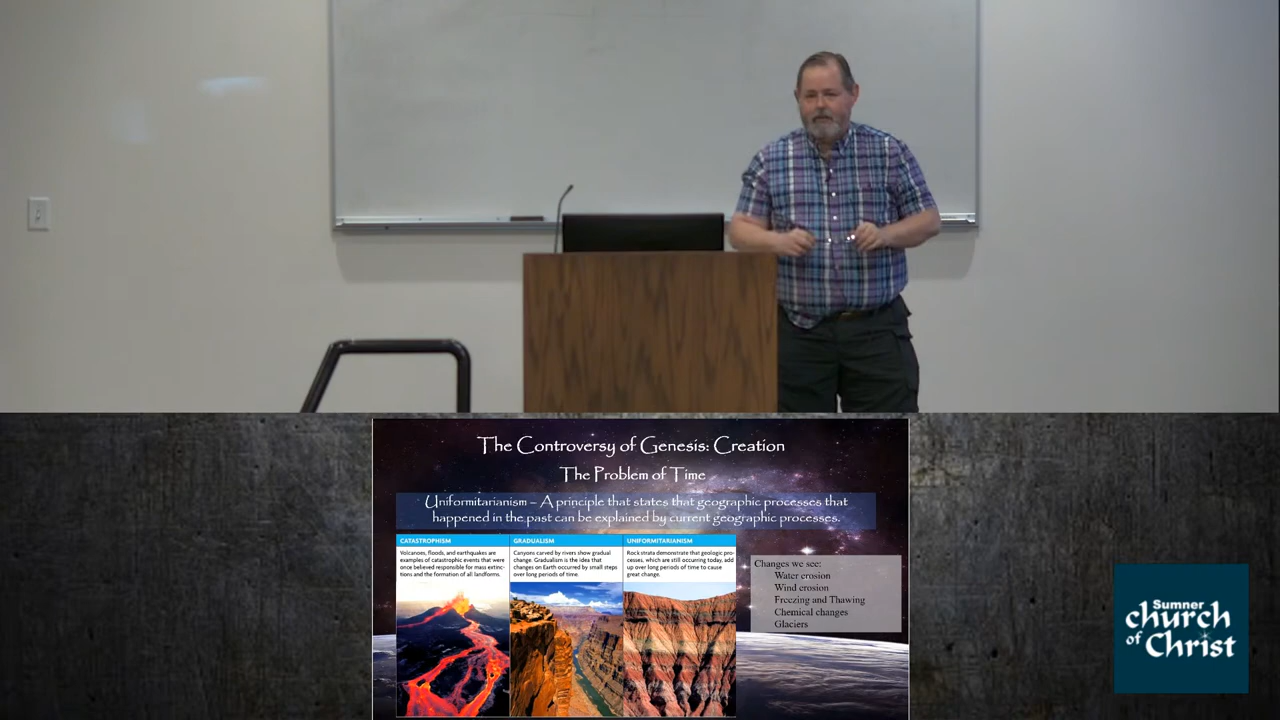 The Controversy of Genesis: Creation
The Problem of Time
Uniformitarianism – A principle that states that geographic processes that
happened in the past can be explained by current geographic processes.
CATASTROPHISM
Volcanoes, floods, and earthquakes are
examples of catastrophic events that were
once believed responsible for mass extinc-
tions and the formation of all landforms.
GRADUALISM
Canyons carved by rivers show gradual
change. Gradualism is the idea that
changes on Earth occurred by small steps
over long periods of time.
UNIFORMITARIANISM
Rock strata demonstrate that geologic pro-
cesses, which are still occurring today, add
up over long periods of time to cause
great change.
Changes we see:
Water erosion
Wind erosion
Freezing and Thawing
Chemical changes
Glaciers
Sumner
church
of Christ